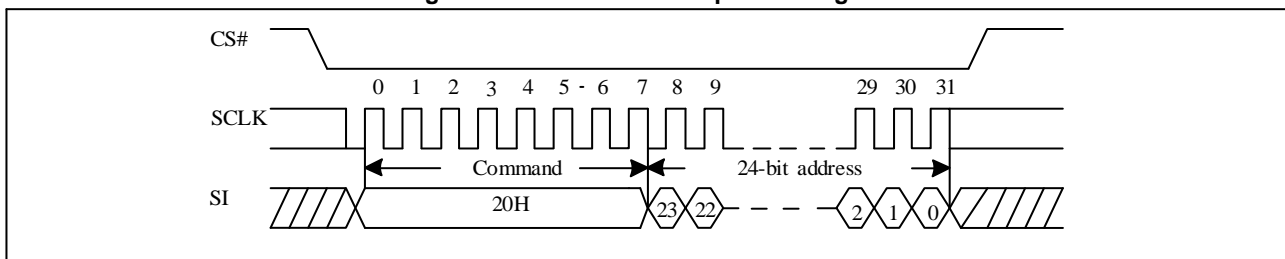 CS#
0 1 2 3 4 5 - 6 7 8 9 29 30 31
SCLK
Command 24-bit address
SI 20H 23 22 2 1 0